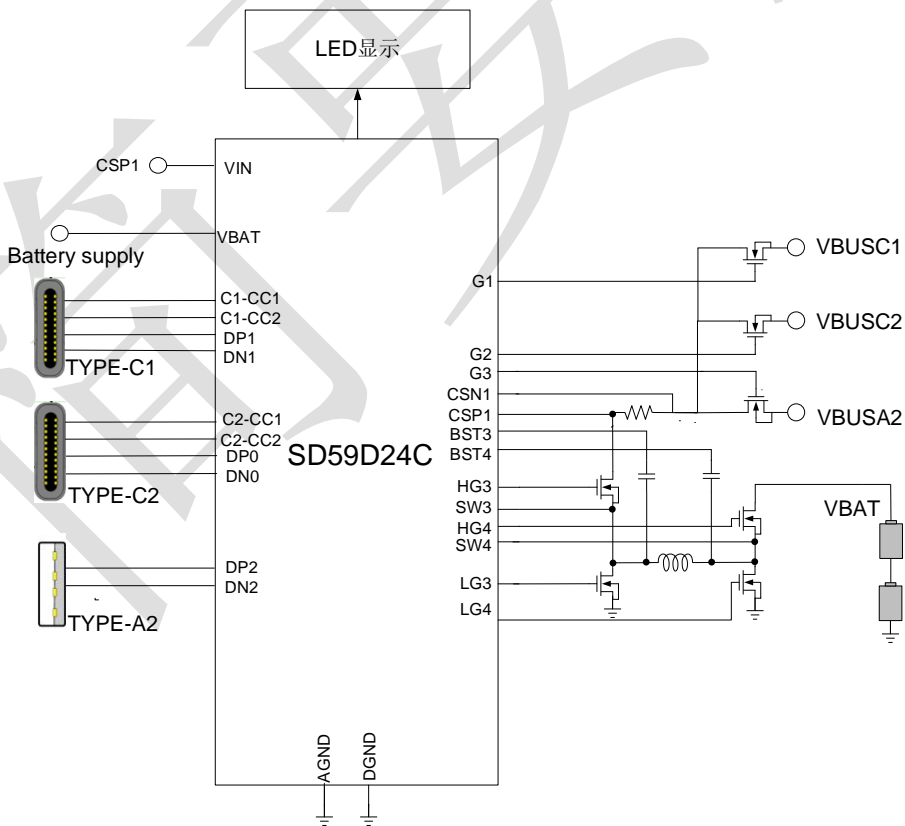 LED显示
CSP1
VIN
VBAT
Battery supply
C1-CC1
C1-CC2
DP1
DN1
TYPE-C1
C2-CC1
C2-CC2
DP0
DN0
TYPE-C2
DP2
DN2
TYPE-A2
SD59D24C
G1
G2
G3
CSN1
CSP1
BST3
BST4
HG3
SW3
HG4
SW4
LG3
LG4
VBUSC1
VBUSC2
VBUSA2
VBAT
AGND
DGND